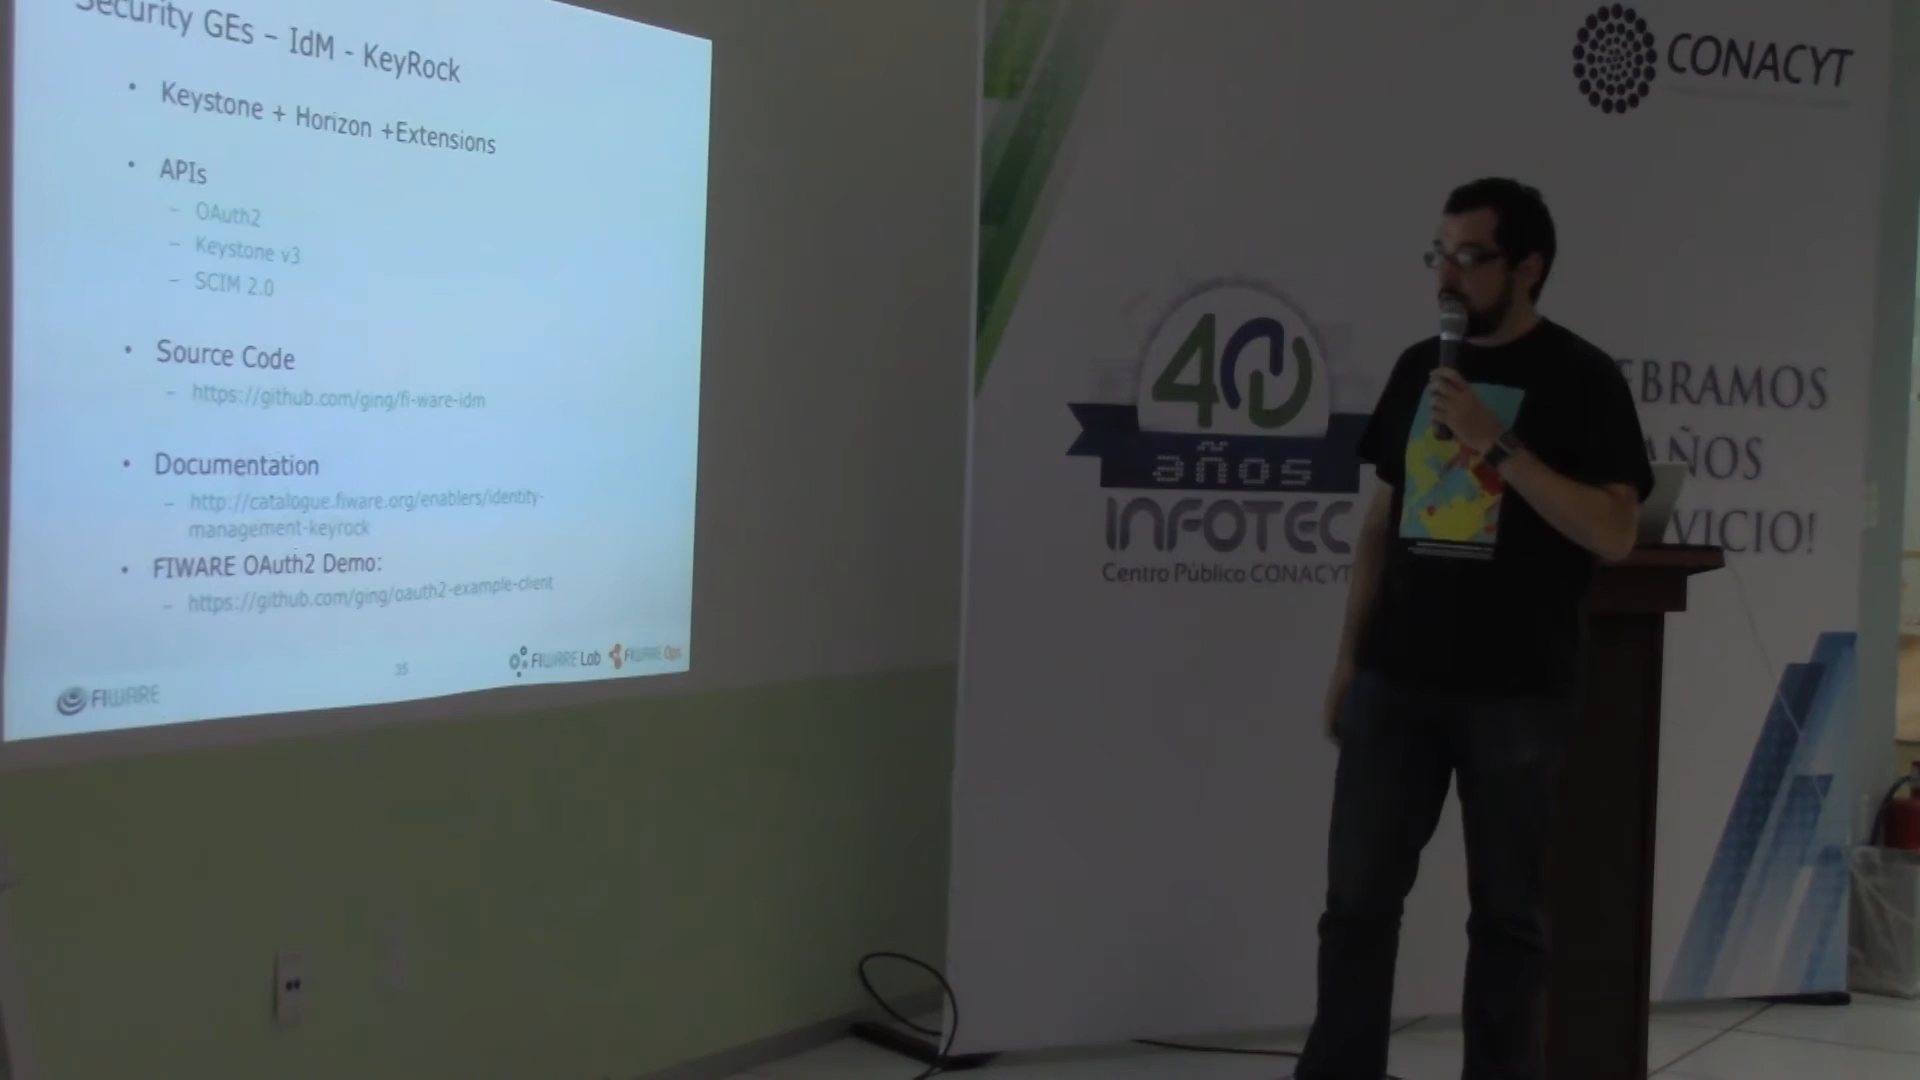 Security GEs – IdM - KeyRock
• Keystone + Horizon +Extensions
• APIs
– OAuth2
– Keystone v3
– SCIM 2.0
• Source Code
– https://github.com/ging/fi-ware-idm
• Documentation
– http://catalogue.fiware.org/enablers/identity-
management-keyrock
• FIWARE OAuth2 Demo:
– https://github.com/ging/oauth2-example-client
35
FIWARE Lab
FIWARE Ops
FIWARE
CONACYT
40
años
INFOTEC
Centro Público CONACYT
EBRAMOS
AÑOS
VICIO!